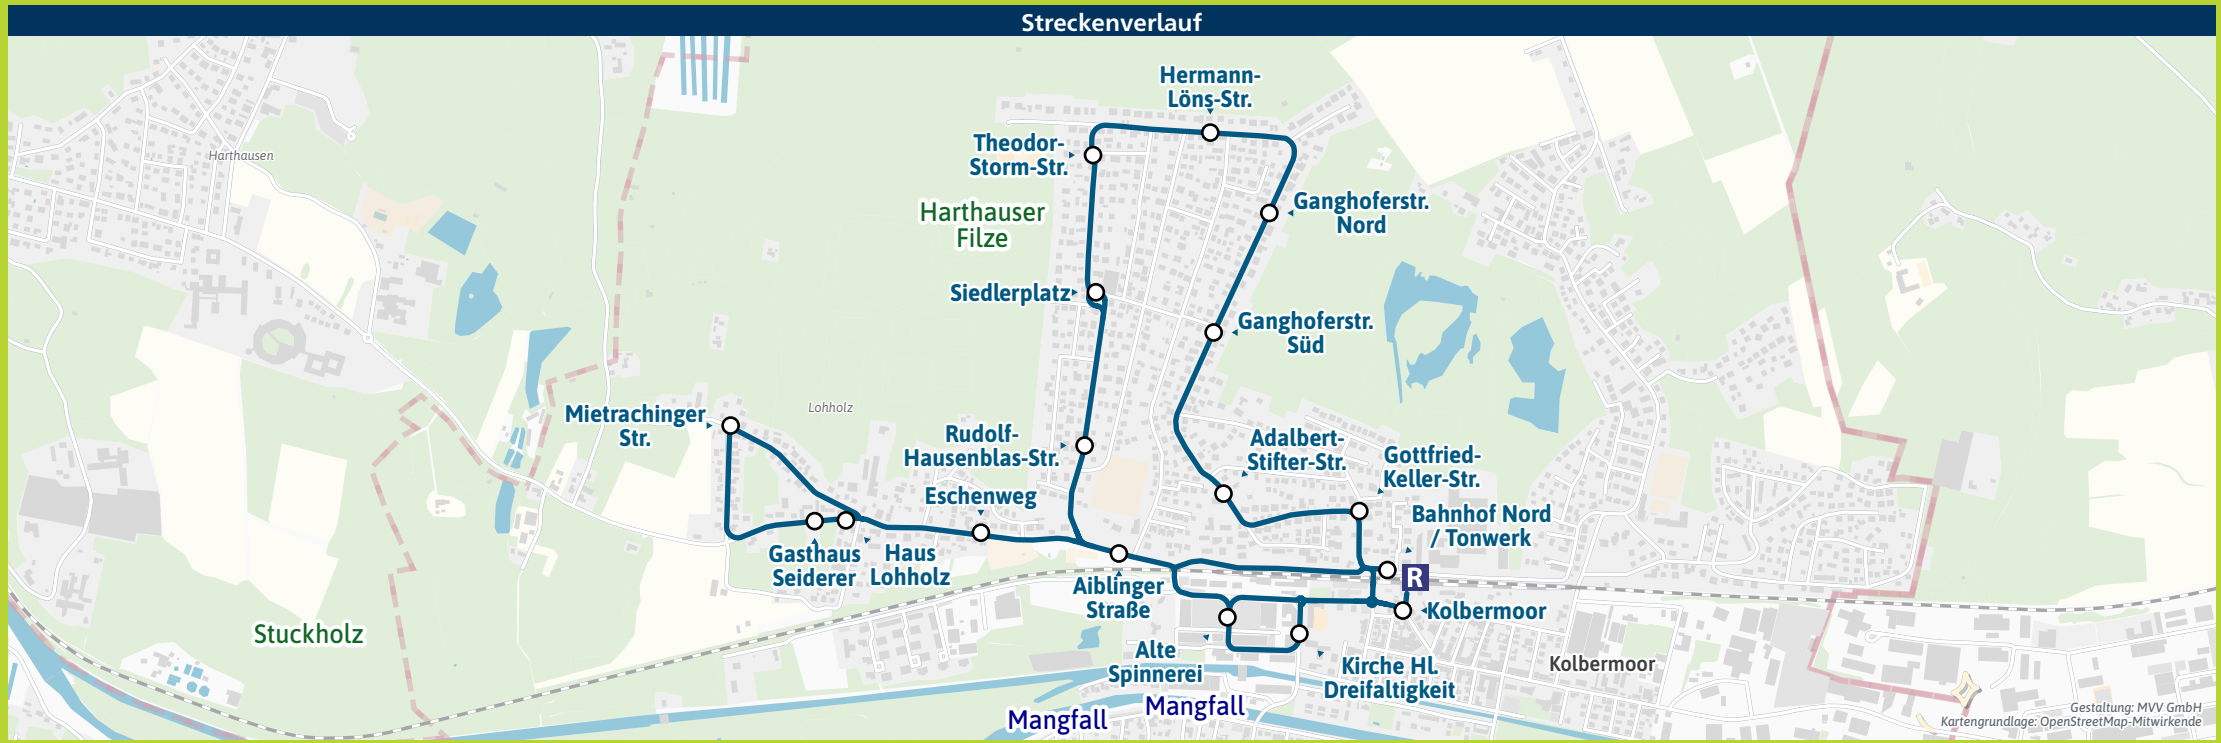 Streckenverlauf
Hermann-
Löns-Str.
Theodor-
Storm-Str.
Harthausen
Harthauser
Filze
Ganghoferstr.
Nord
Siedlerplatz
Ganghoferstr.
Süd
Mietrachinger
Str.
Lohholz
Rudolf-
Hausenblas-Str.
Adalbert-
Stifter-Str.
Gottfried-
Keller-Str.
Eschenweg
Bahnhof Nord
/ Tonwerk
Gasthaus
Seiderer
Haus
Lohholz
Aiblinger
Straße
R
Kolbermoor
Stuckholz
Alte
Spinnerei
Kirche Hl.
Dreifaltigkeit
Kolbermoor
Mangfall
Mangfall
Gestaltung: MVV GmbH
Kartengrundlage: OpenStreetMap-Mitwirkende